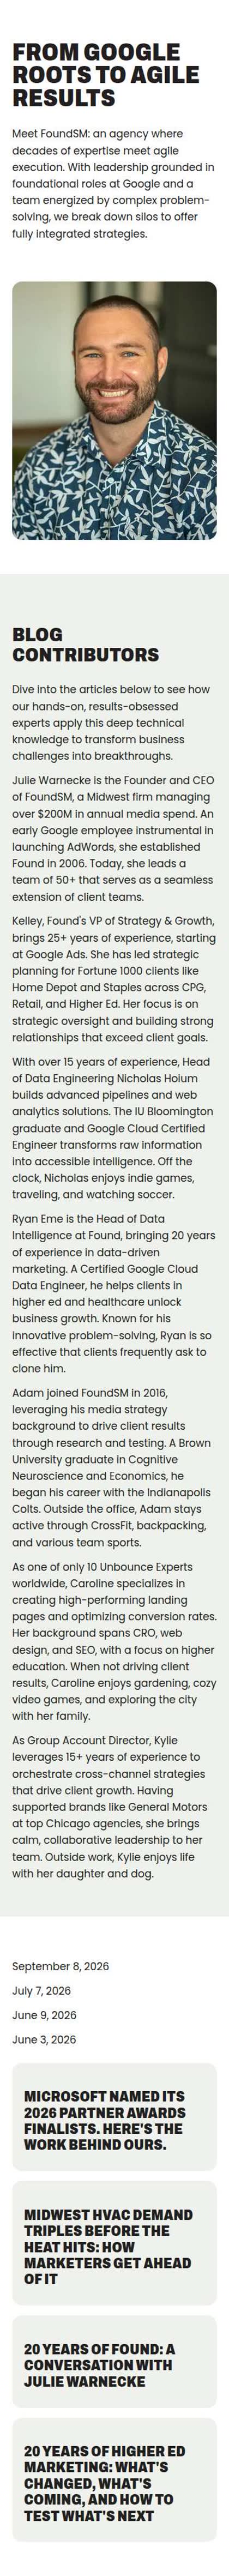 FROM GOOGLE
ROOTS TO AGILE
RESULTS
Meet FoundSM: an agency where
decades of expertise meet agile
execution. With leadership grounded in
foundational roles at Google and a
team energized by complex problem-
solving, we break down silos to offer
fully integrated strategies.
BLOG
CONTRIBUTORS
Dive into the articles below to see how
our hands-on, results-obsessed
experts apply this deep technical
knowledge to transform business
challenges into breakthroughs.
Julie Warnecke is the Founder and CEO
of FoundSM, a Midwest firm managing
over $200M in annual media spend. An
early Google employee instrumental in
launching AdWords, she established
Found in 2006. Today, she leads a
team of 50+ that serves as a seamless
extension of client teams.
Kelley, Found's VP of Strategy & Growth,
brings 25+ years of experience, starting
at Google Ads. She has led strategic
planning for Fortune 1000 clients like
Home Depot and Staples across CPG,
Retail, and Higher Ed. Her focus is on
strategic oversight and building strong
relationships that exceed client goals.
With over 15 years of experience, Head
of Data Engineering Nicholas Hoium
builds advanced pipelines and web
analytics solutions. The IU Bloomington
graduate and Google Cloud Certified
Engineer transforms raw information
into accessible intelligence. Off the
clock, Nicholas enjoys indie games,
traveling, and watching soccer.
Ryan Eme is the Head of Data
Intelligence at Found, bringing 20 years
of experience in data-driven
marketing. A Certified Google Cloud
Data Engineer, he helps clients in
higher ed and healthcare unlock
business growth. Known for his
innovative problem-solving, Ryan is so
effective that clients frequently ask to
clone him.
Adam joined FoundSM in 2016,
leveraging his media strategy
background to drive client results
through research and testing. A Brown
University graduate in Cognitive
Neuroscience and Economics, he
began his career with the Indianapolis
Colts. Outside the office, Adam stays
active through CrossFit, backpacking,
and various team sports.
As one of only 10 Unbounce Experts
worldwide, Caroline specializes in
creating high-performing landing
pages and optimizing conversion rates.
Her background spans CRO, web
design, and SEO, with a focus on higher
education. When not driving client
results, Caroline enjoys gardening, cozy
video games, and exploring the city
with her family.
As Group Account Director, Kylie
leverages 15+ years of experience to
orchestrate cross-channel strategies
that drive client growth. Having
supported brands like General Motors
at top Chicago agencies, she brings
calm, collaborative leadership to her
team. Outside work, Kylie enjoys life
with her daughter and dog.
September 8, 2026
July 7, 2026
June 9, 2026
June 3, 2026
MICROSOFT NAMED ITS
2026 PARTNER AWARDS
FINALISTS. HERE'S THE
WORK BEHIND OURS.
MIDWEST HVAC DEMAND
TRIPLES BEFORE THE
HEAT HITS: HOW
MARKETERS GET AHEAD
OF IT
20 YEARS OF FOUND: A
CONVERSATION WITH
JULIE WARNECKE
20 YEARS OF HIGHER ED
MARKETING: WHAT'S
CHANGED, WHAT'S
COMING, AND HOW TO
TEST WHAT'S NEXT